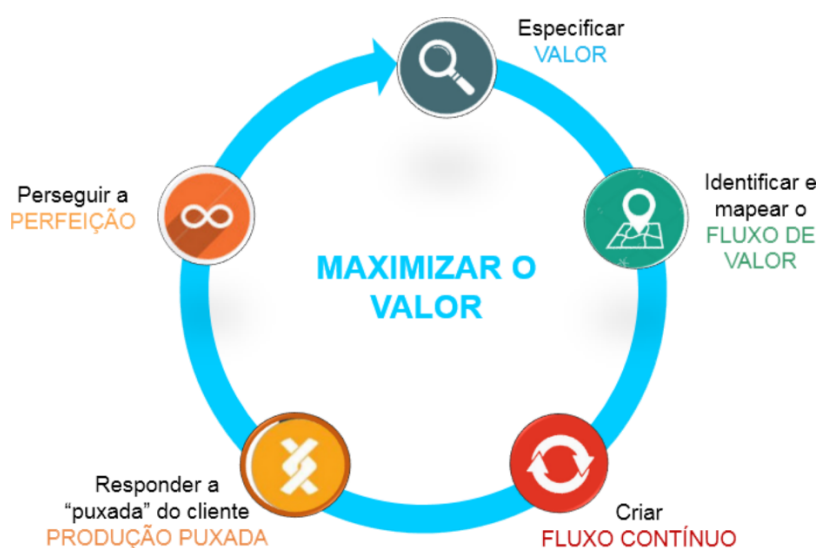 Especificar
VALOR
Identificar e
mapear o
FLUXO DE
VALOR
Criar
FLUXO CONTÍNUO
Responder a
“puxada” do cliente
PRODUÇÃO PUXADA
Perseguir a
PERFEIÇÃO
MAXIMIZAR O
VALOR